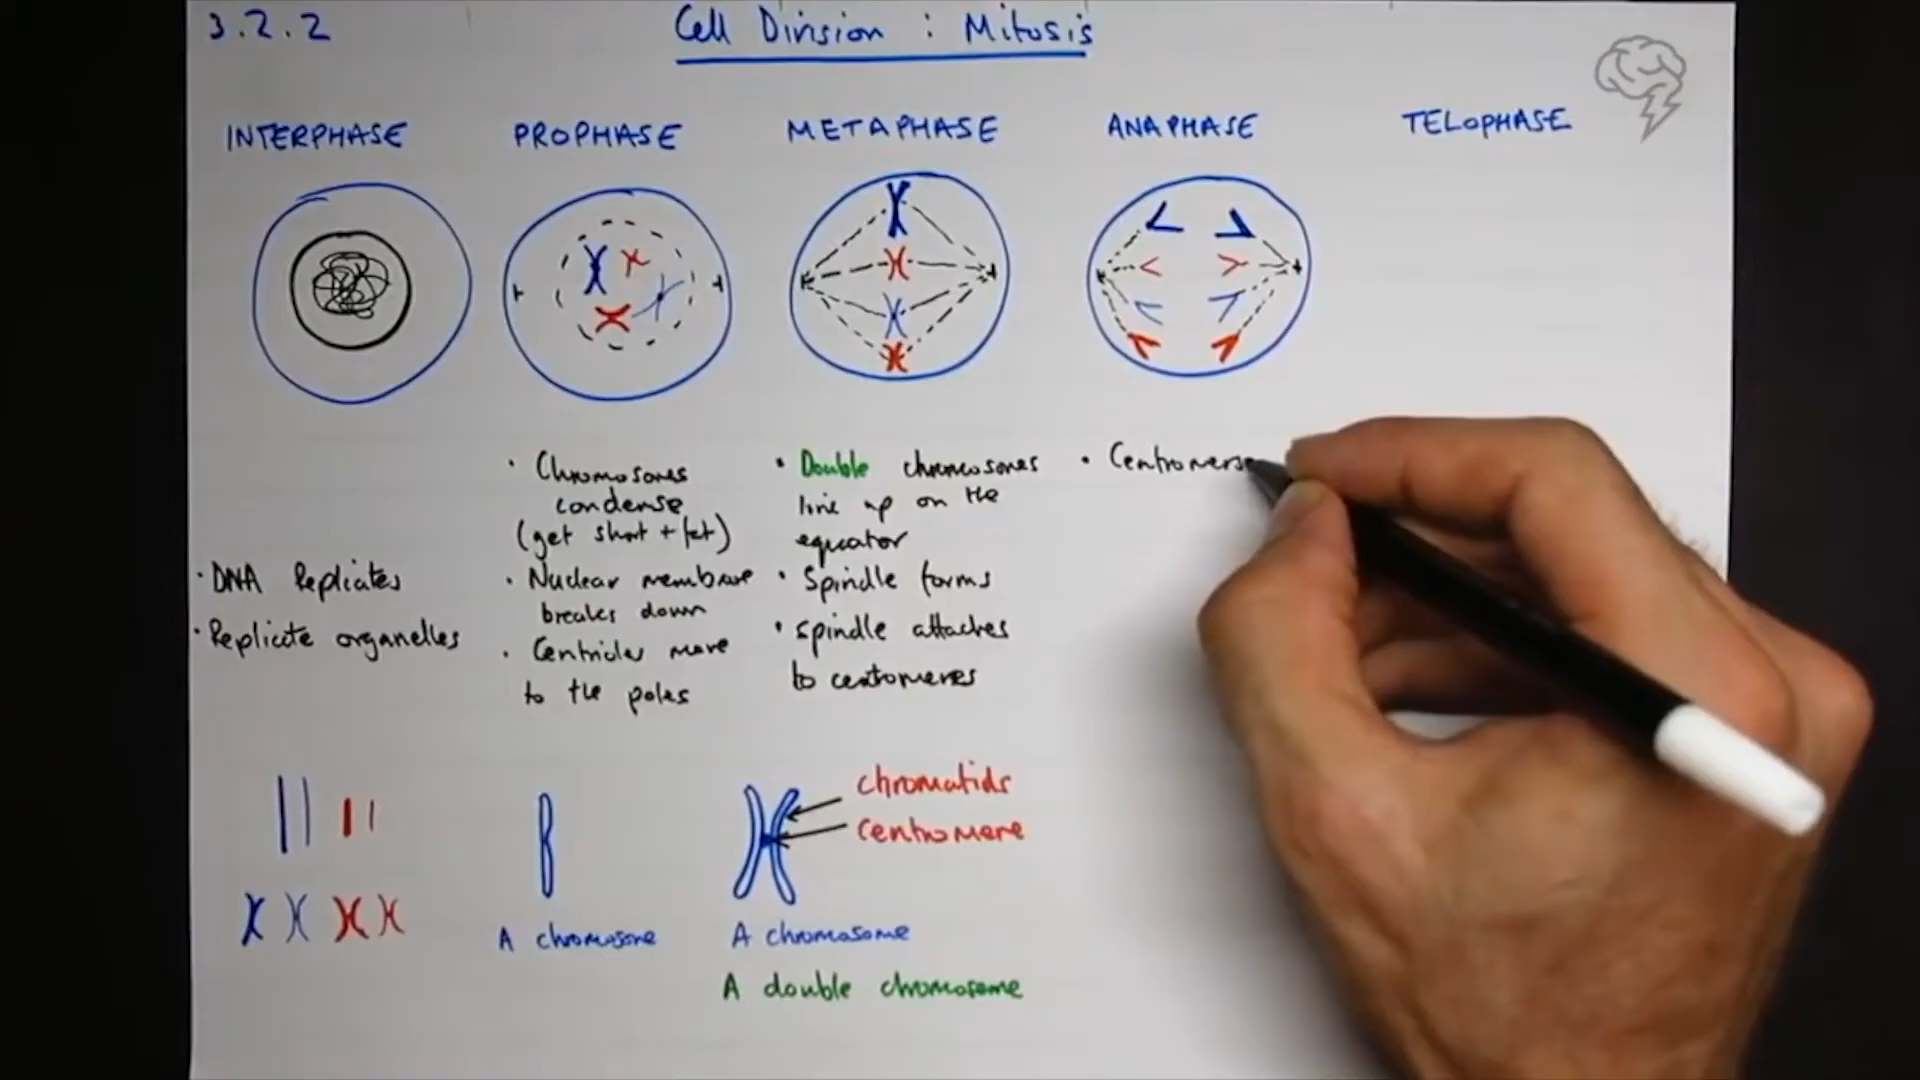 3.2.2
Cell Division : Mitosis
INTERPHASE
PROPHASE
METAPHASE
ANAPHASE
TELOPHASE
• DNA Replicates
• Replicate organelles
• Chromosomes
condense
(get short + fat)
• Nuclear membrane
breaks down
• Centrioles move
to the poles
• Double chromosomes
line up on the
equator
• Spindle forms
• spindle attaches
to centomeres
• Centromerse
chromatids
centromere
A chromosome
A chromosome
A double chromosome